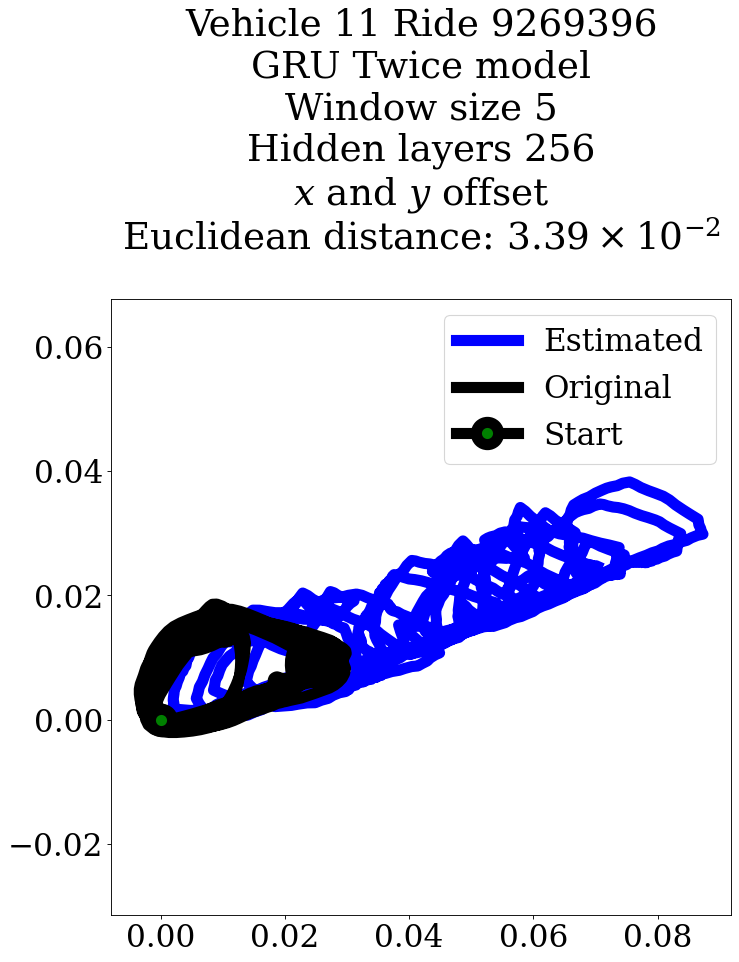 Vehicle 11 Ride 9269396
GRU Twice model
Window size 5
Hidden layers 256
x and y offset
Euclidean distance: 3.39 × 10⁻²
Estimated
Original
Start
0.06
0.04
0.02
0.00
−0.02
0.00 0.02 0.04 0.06 0.08